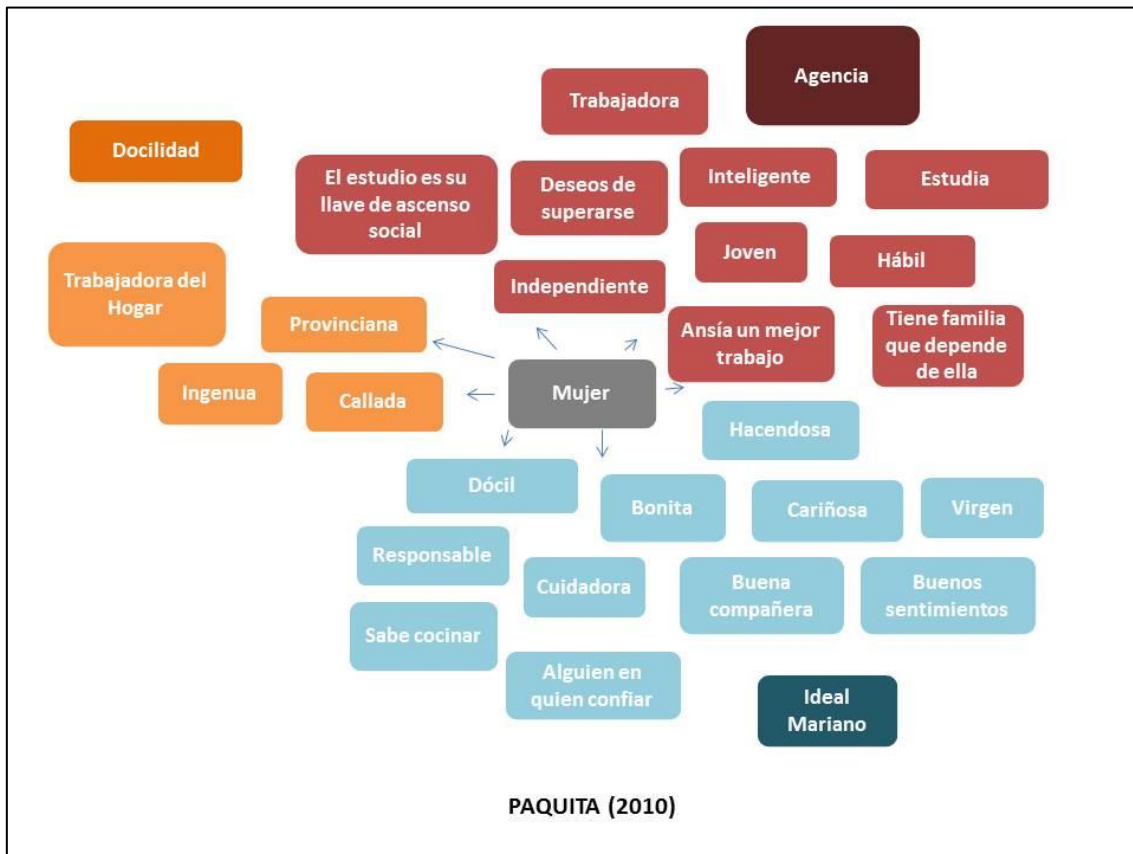 Agencia
Trabajadora
Docilidad
El estudio es su
llave de ascenso
social
Deseos de
superarse
Inteligente
Estudia
Joven
Hábil
Trabajadora del
Hogar
Independiente
Provinciana
Ansía un mejor
trabajo
Tiene familia
que depende
de ella
Ingenua
Callada
Mujer
Hacendosa
Dócil
Bonita
Cariñosa
Virgen
Responsable
Cuidadora
Buena
compañera
Buenos
sentimientos
Sabe cocinar
Alguien en
quien confiar
Ideal
Mariano
PAQUITA (2010)